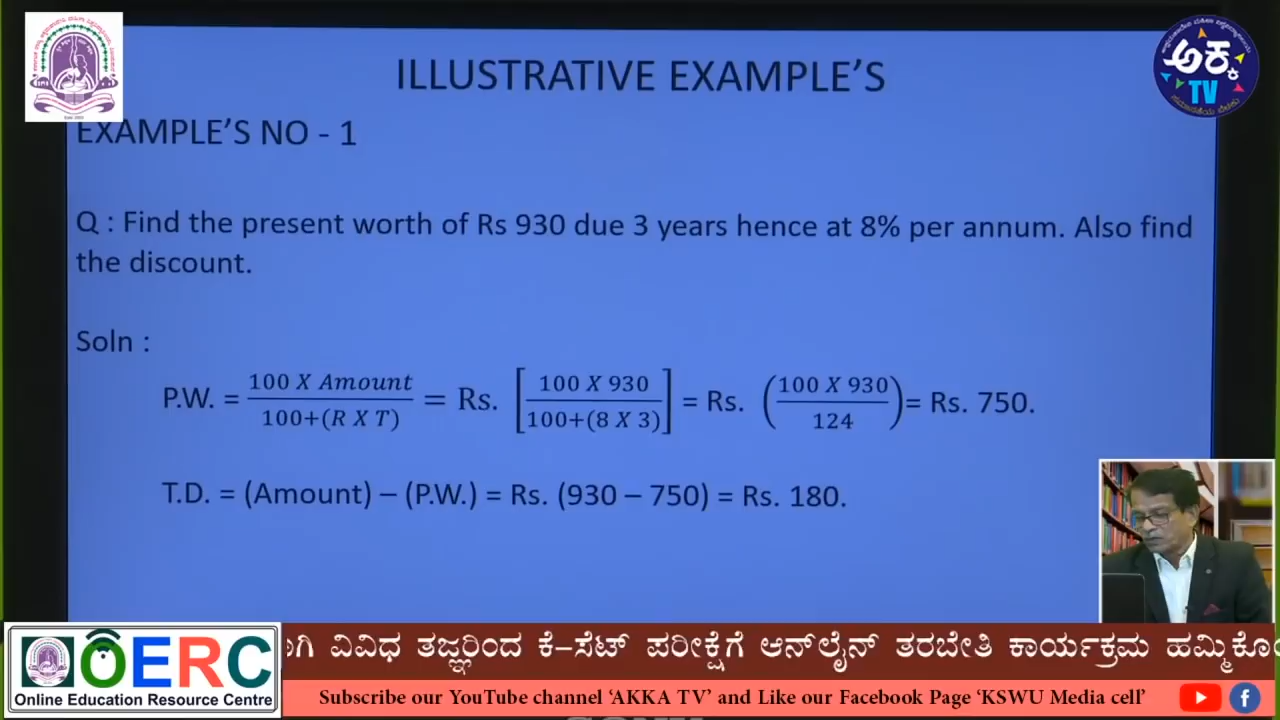 ILLUSTRATIVE EXAMPLE’S
ಅಕ್ಕ
TV
EXAMPLE’S NO - 1
Q : Find the present worth of Rs 930 due 3 years hence at 8% per annum. Also find
the discount.
Soln :
P.W. = \frac{100 X Amount}{100+(R X T)} = Rs. [\frac{100 X 930}{100+(8 X 3)}] = Rs. (\frac{100 X 930}{124}) = Rs. 750.
T.D. = (Amount) – (P.W.) = Rs. (930 – 750) = Rs. 180.
OERC
Online Education Resource Centre
ವಿವಿಧ ತಜ್ಞರಿಂದ ಕೆ–ಸೆಟ್ ಪರೀಕ್ಷೆಗೆ ಆನ್‌ಲೈನ್ ತರಬೇತಿ ಕಾರ್ಯಕ್ರಮ
Subscribe our YouTube channel ‘AKKA TV’ and Like our Facebook Page ‘KSWU Media cell’